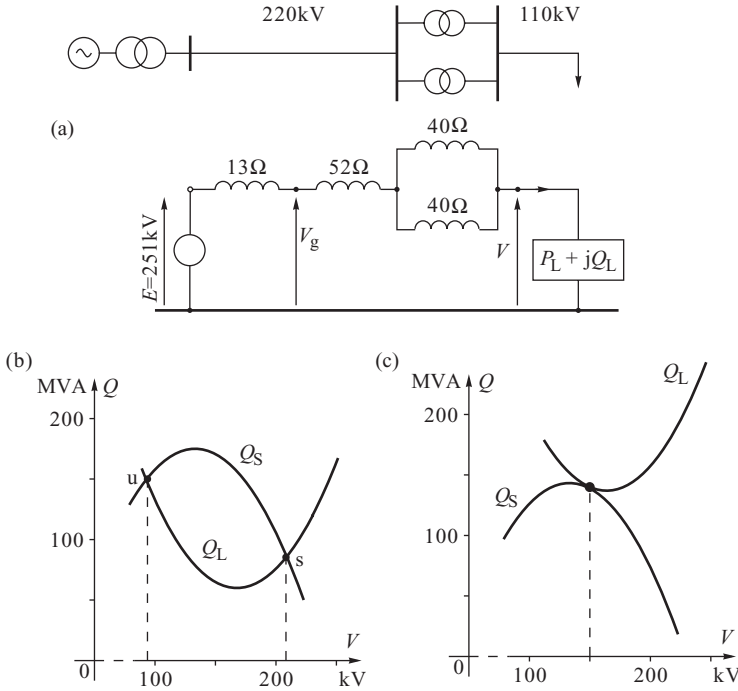 220kV 110kV
(a)
40Ω
13Ω 52Ω
40Ω
E=251kV
Vg
V
PL + jQL
(b)
MVA Q
200
QS
u
100
QL
s
V
0
100 200 kV
(c)
MVA Q
QL
200
QS
100
V
0
100 200 kV